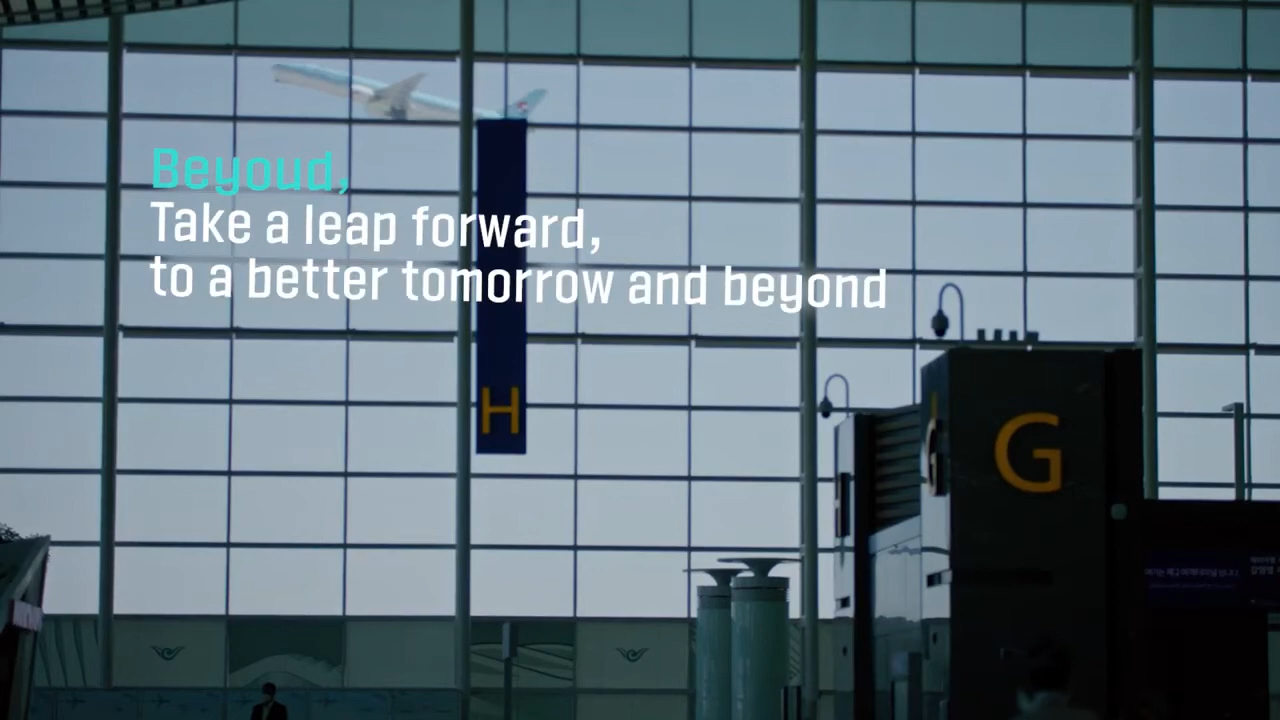 Beyoud,
Take a leap forward,
to a better tomorrow and beyond
H
G